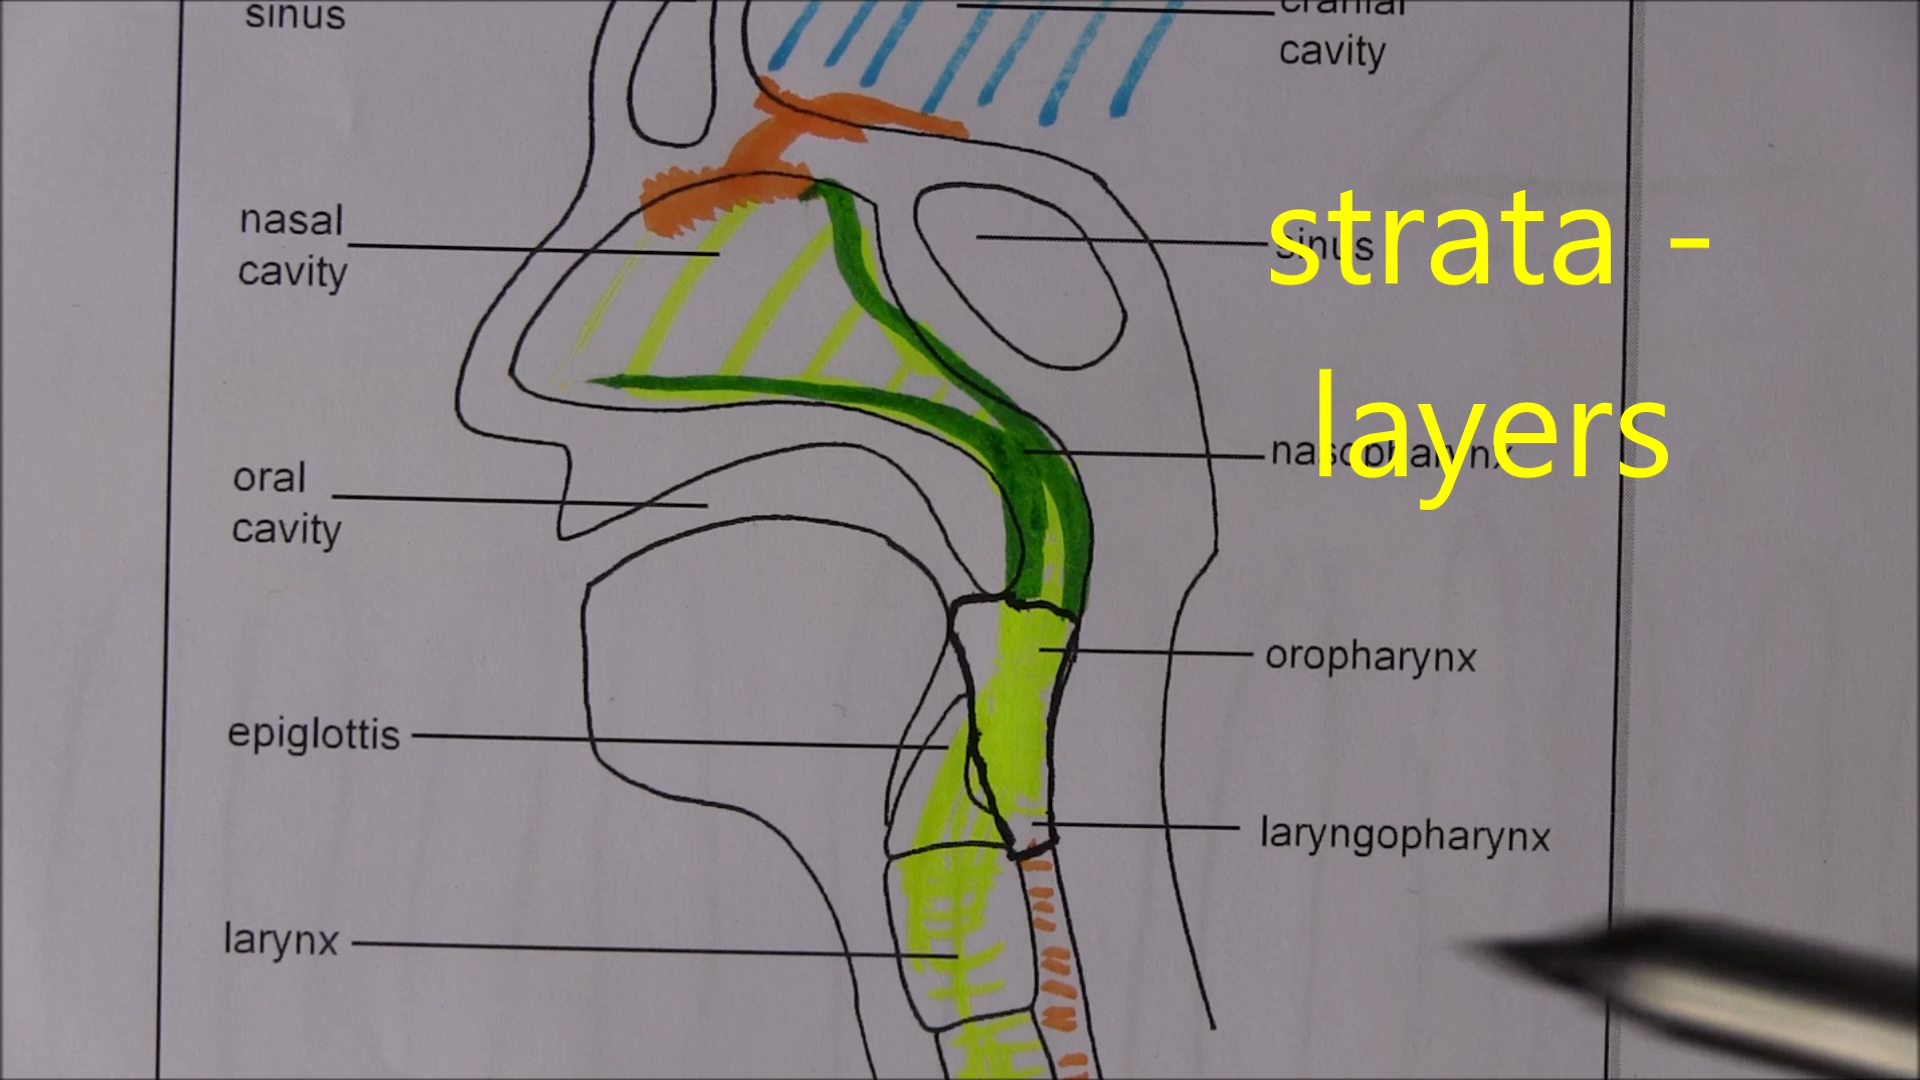 sinus
cranial
cavity
nasal
cavity
sinus
strata -
layers
nasopharynx
oral
cavity
oropharynx
epiglottis
laryngopharynx
larynx